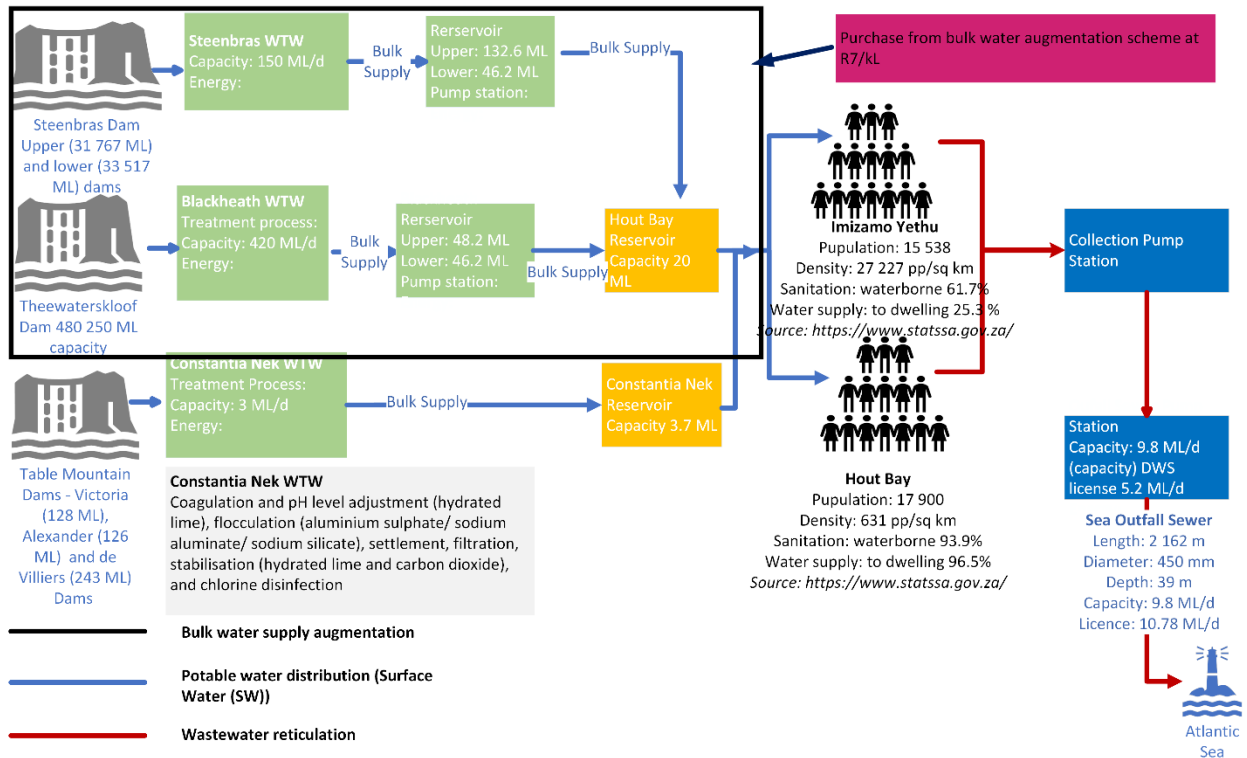 Steenbras WTW
Capacity: 150 ML/d
Energy:
Bulk
Supply
Rerservoir
Upper: 132.6 ML
Lower: 46.2 ML
Pump station:
Bulk Supply
Purchase from bulk water augmentation scheme at
R7/kL
Steenbras Dam
Upper (31 767 ML)
and lower (33 517
ML) dams
Blackheath WTW
Treatment process:
Capacity: 420 ML/d
Energy:
Bulk
Supply
Rerservoir
Upper: 48.2 ML
Lower: 46.2 ML
Pump station:
Bulk Supply
Hout Bay
Reservoir
Capacity 20
ML
Theewaterskloof
Dam 480 250 ML
capacity
Imizamo Yethu
Pupulation: 15 538
Density: 27 227 pp/sq km
Sanitation: waterborne 61.7%
Water supply: to dwelling 25.3 %
Source: https://www.statssa.gov.za/
Collection Pump
Station
Constantia Nek WTW
Treatment Process:
Capacity: 3 ML/d
Energy:
Bulk Supply
Constantia Nek
Reservoir
Capacity 3.7 ML
Table Mountain
Dams - Victoria
(128 ML),
Alexander (126
ML) and de
Villiers (243 ML)
Dams
Constantia Nek WTW
Coagulation and pH level adjustment (hydrated
lime), flocculation (aluminium sulphate/ sodium
aluminate/ sodium silicate), settlement, filtration,
stabilisation (hydrated lime and carbon dioxide),
and chlorine disinfection
Hout Bay
Pupulation: 17 900
Density: 631 pp/sq km
Sanitation: waterborne 93.9%
Water supply: to dwelling 96.5%
Source: https://www.statssa.gov.za/
Station
Capacity: 9.8 ML/d
(capacity) DWS
license 5.2 ML/d
Sea Outfall Sewer
Length: 2 162 m
Diameter: 450 mm
Depth: 39 m
Capacity: 9.8 ML/d
Licence: 10.78 ML/d
Atlantic
Sea
Bulk water supply augmentation
Potable water distribution (Surface
Water (SW))
Wastewater reticulation